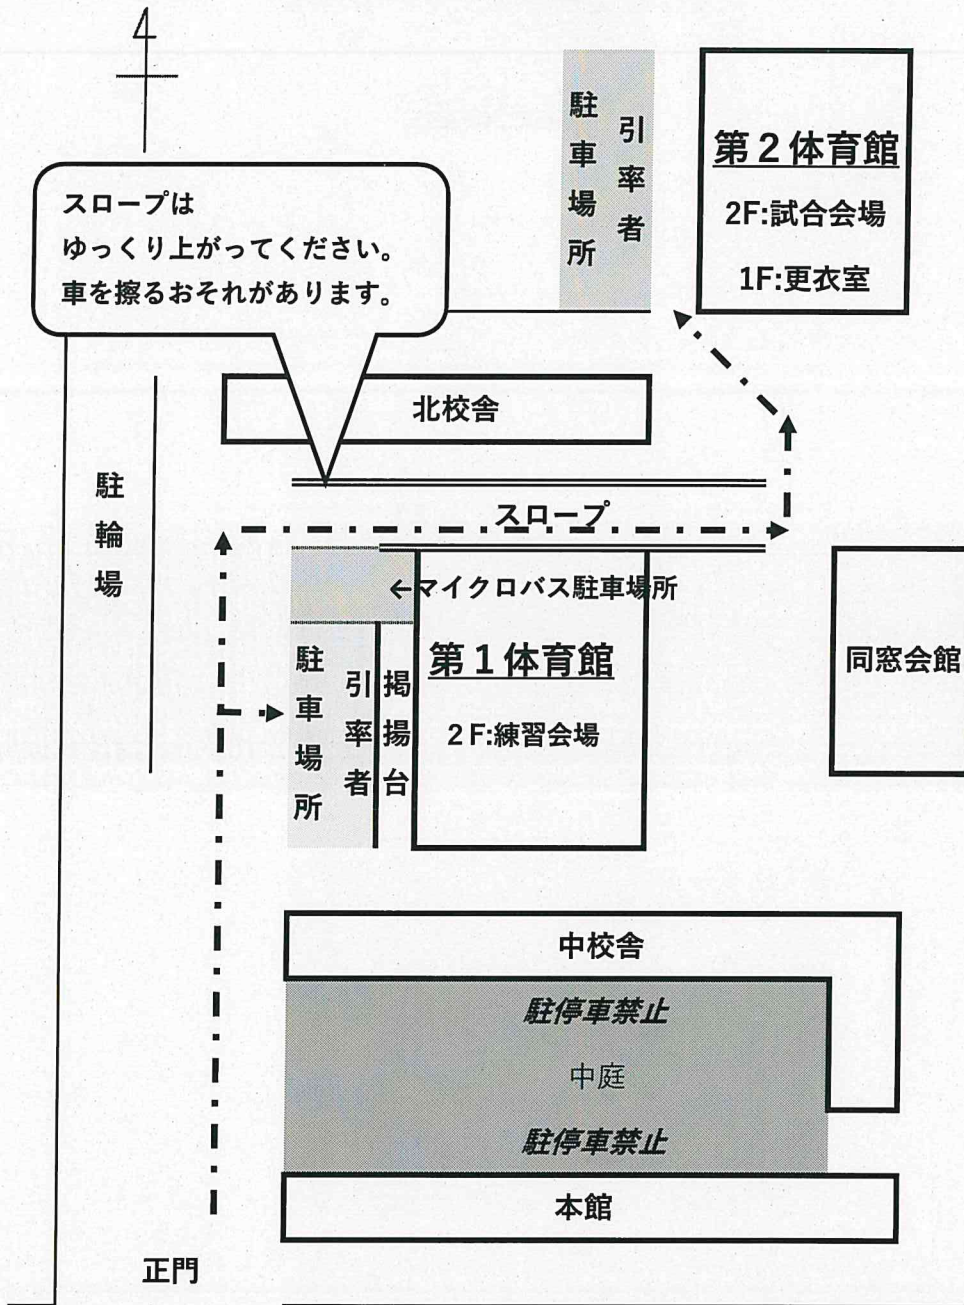 4
引率者
駐車場所
第２体育館
2F:試合会場
1F:更衣室
スロープは
ゆっくり上がってください。
車を擦るおそれがあります。
北校舎
駐輪場
スロープ
←マイクロバス駐車場所
引率者
駐車場所
掲揚台
第１体育館
２F:練習会場
同窓会館
中校舎
駐停車禁止
中庭
駐停車禁止
本館
正門